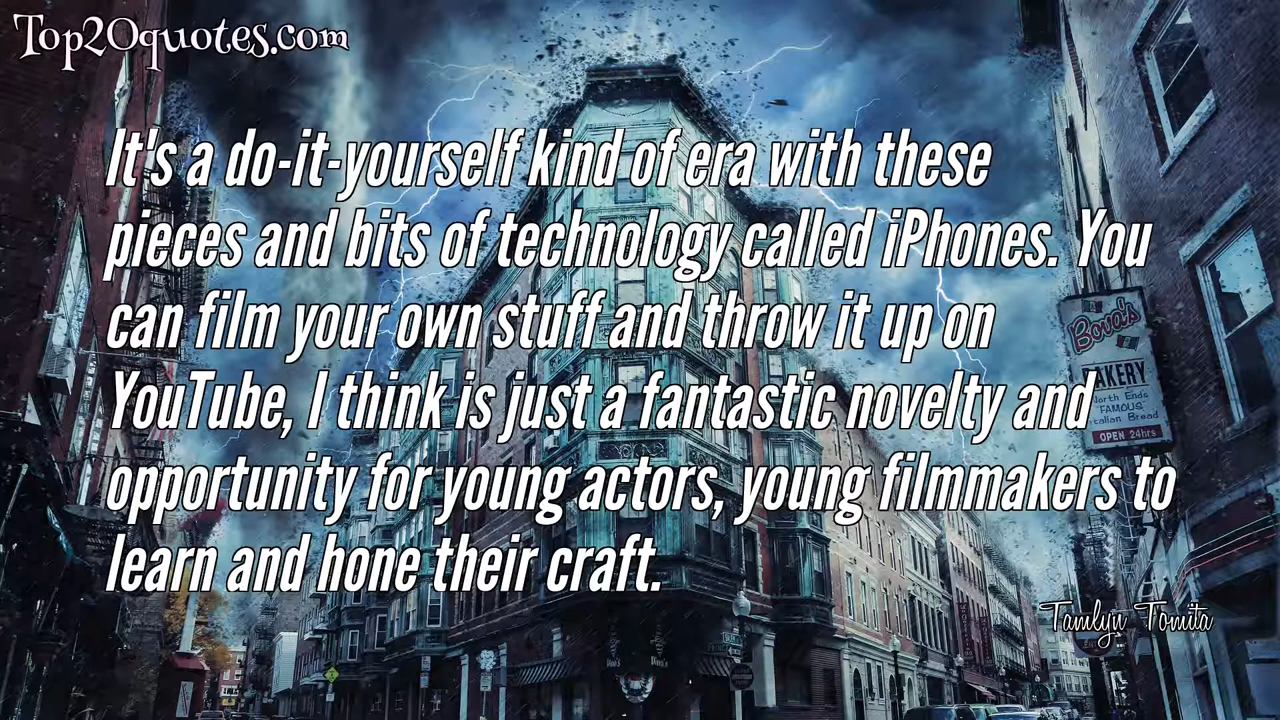 Top20quotes.com
It's a do-it-yourself kind of era with these
pieces and bits of technology called iPhones. You
can film your own stuff and throw it up on
YouTube, I think is just a fantastic novelty and
opportunity for young actors, young filmmakers to
learn and hone their craft.
Tamlyn Tomita
Bova's
BAKERY
North Ends
"FAMOUS"
Italian Bread
OPEN 24hrs